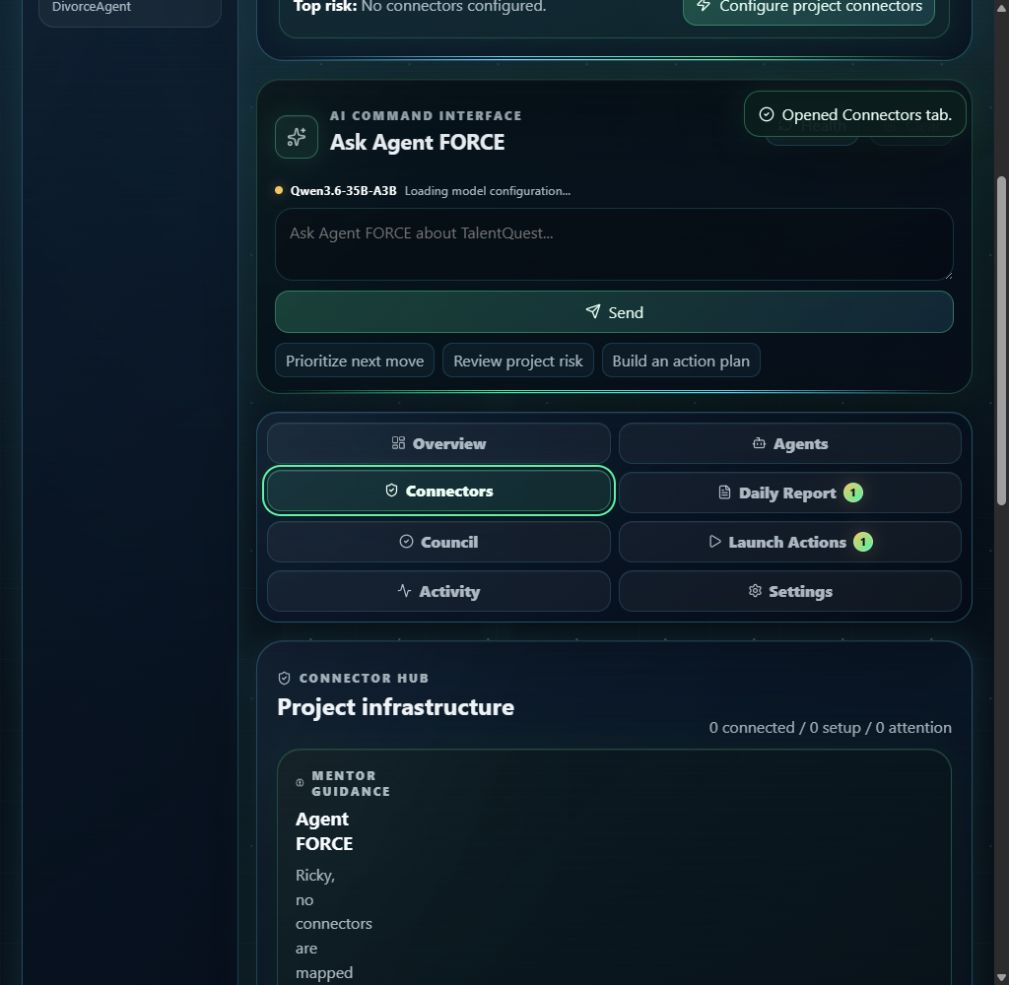 DivorceAgent
Top risk: No connectors configured.
Configure project connectors
AI COMMAND INTERFACE
Ask Agent FORCE
Opened Connectors tab.
Health
Qwen3.6-35B-A3B Loading model configuration...
Ask Agent FORCE about TalentQuest...
Send
Prioritize next move
Review project risk
Build an action plan
Overview
Agents
Connectors
Daily Report 1
Council
Launch Actions 1
Activity
Settings
CONNECTOR HUB
Project infrastructure
0 connected / 0 setup / 0 attention
MENTOR
GUIDANCE
Agent
FORCE
Ricky,
no
connectors
are
mapped